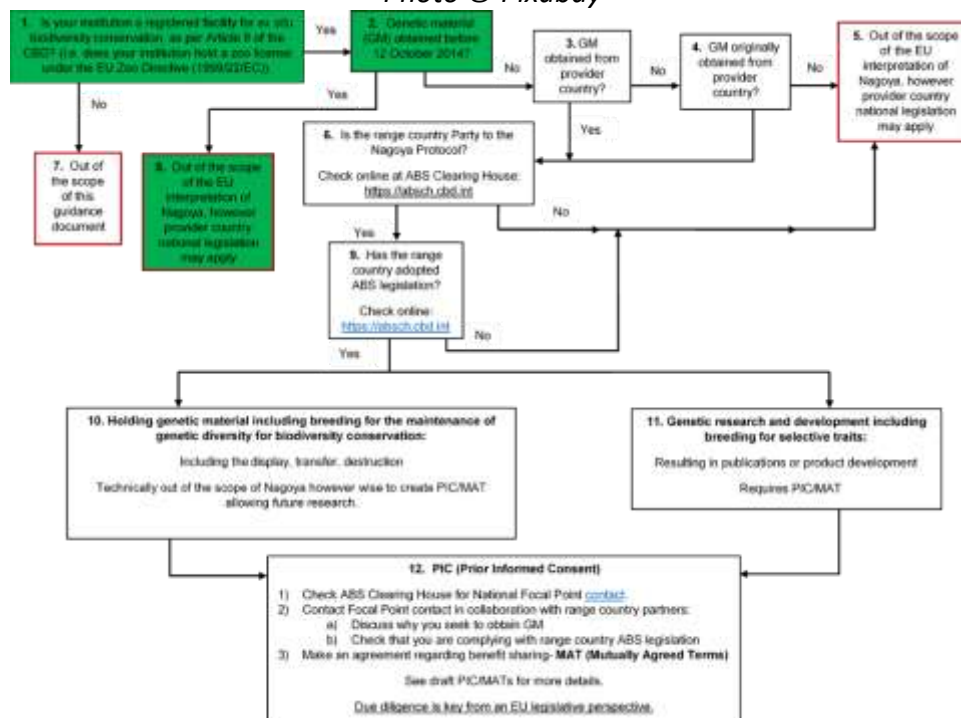 Photo © Pixabay
1. Is your institution a registered facility for ex situ
biodiversity conservation, as per Article 9 of the
CBD? (i.e. does your institution hold a zoo license
under the EU Zoo Directive (1999/22/EC))
Yes
2. Genetic material
(GM) obtained before
12 October 2014?
No
3. GM
obtained from
provider
country?
No
4. GM originally
obtained from
provider
country?
No
5. Out of the scope
of the EU
interpretation of
Nagoya, however
provider country
national legislation
may apply
No
Yes
Yes
Yes
7. Out of
the scope
of this
guidance
document
8. Out of the scope
of the EU
interpretation of
Nagoya, however
provider country
national legislation
may apply
6. Is the range country Party to the
Nagoya Protocol?
Check online at ABS Clearing House:
https://absch.cbd.int
No
Yes
9. Has the range
country adopted
ABS legislation?
Check online:
https://absch.cbd.int
No
Yes
10. Holding genetic material including breeding for the maintenance of
genetic diversity for biodiversity conservation:
Including the display, transfer, destruction
Technically out of the scope of Nagoya however wise to create PIC/MAT
allowing future research.
11. Genetic research and development including
breeding for selective traits:
Resulting in publications or product development
Requires PIC/MAT
12. PIC (Prior Informed Consent)
1) Check ABS Clearing House for National Focal Point contact.
2) Contact Focal Point contact in collaboration with range country partners:
a) Discuss why you seek to obtain GM
b) Check that you are complying with range country ABS legislation
3) Make an agreement regarding benefit sharing- MAT (Mutually Agreed Terms)
See draft PIC/MATs for more details.
Due diligence is key from an EU legislative perspective.